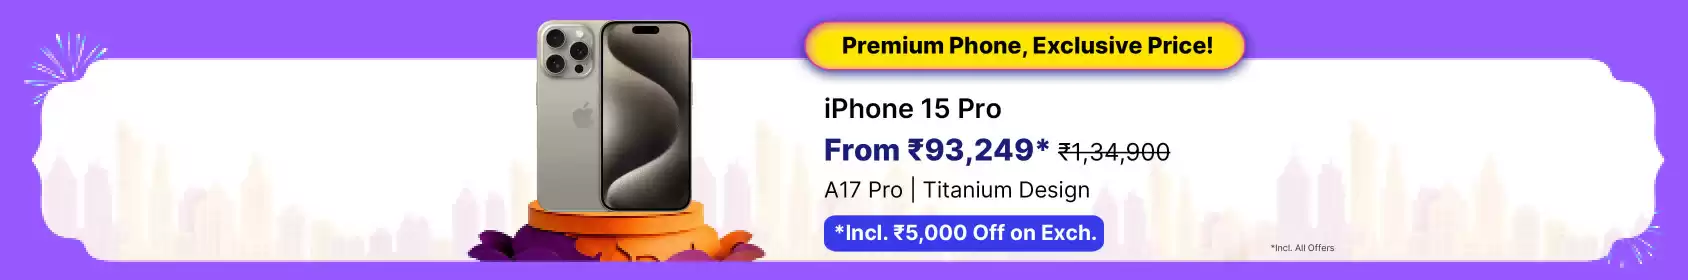 Premium Phone, Exclusive Price!
iPhone 15 Pro
From ₹93,249* ₹1,34,900
A17 Pro | Titanium Design
*Incl. ₹5,000 Off on Exch.
*Incl. All Offers